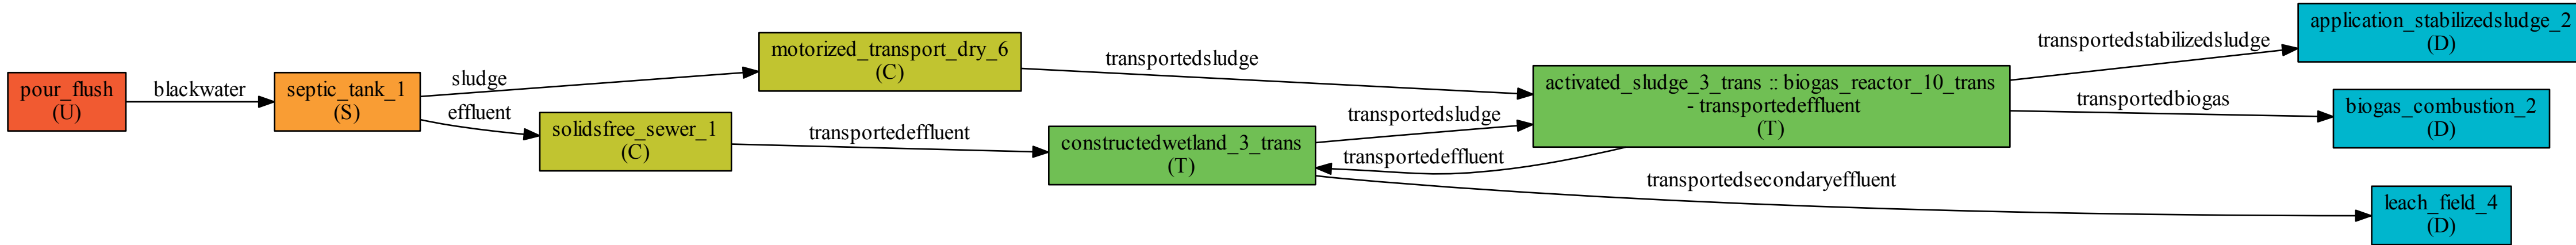 pour_flush
(U)
blackwater
septic_tank_1
(S)
sludge
effluent
motorized_transport_dry_6
(C)
solidsfree_sewer_1
(C)
transportedsludge
transportedeffluent
constructedwetland_3_trans
(T)
transportedsludge
transportedeffluent
activated_sludge_3_trans :: biogas_reactor_10_trans
- transportedeffluent
(T)
transportedsecondaryeffluent
transportedstabilizedsludge
transportedbiogas
application_stabilizedsludge_2
(D)
biogas_combustion_2
(D)
leach_field_4
(D)